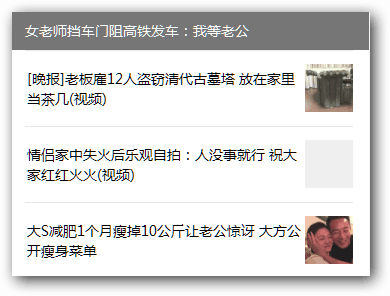 女老师挡车门阻高铁发车：我等老公
[晚报]老板雇12人盗窃清代古墓塔 放在家里
当茶几(视频)
情侣家中失火后乐观自拍：人没事就行 祝大
家红红火火(视频)
大S减肥1个月瘦掉10公斤让老公惊讶 大方公
开瘦身菜单